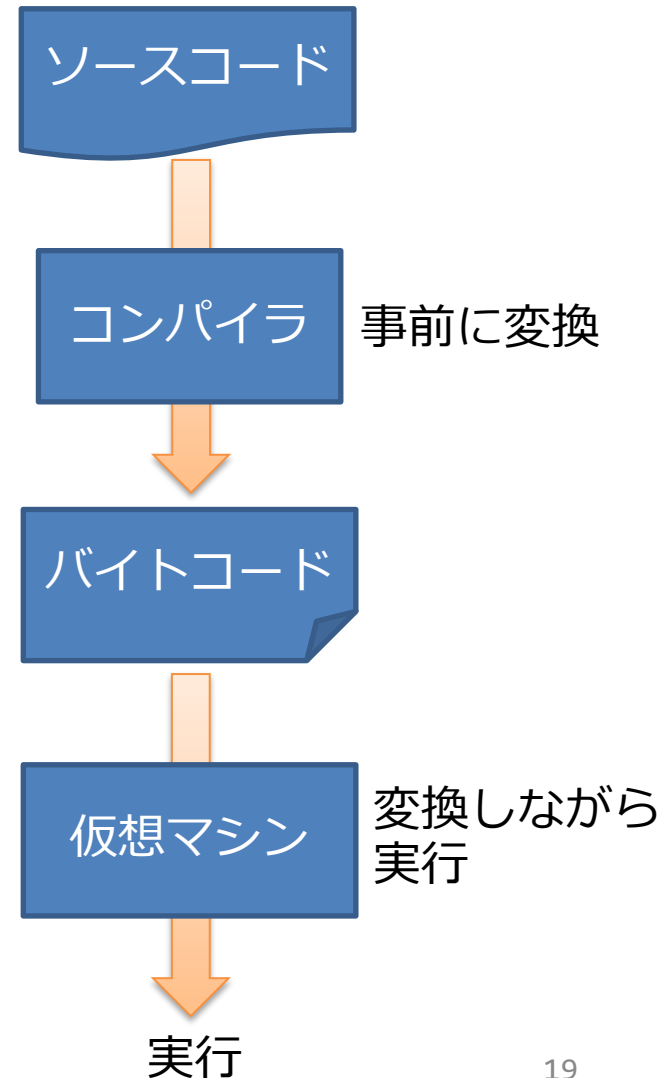 ソースコード
コンパイラ
事前に変換
バイトコード
仮想マシン
変換しながら
実行
実行
19